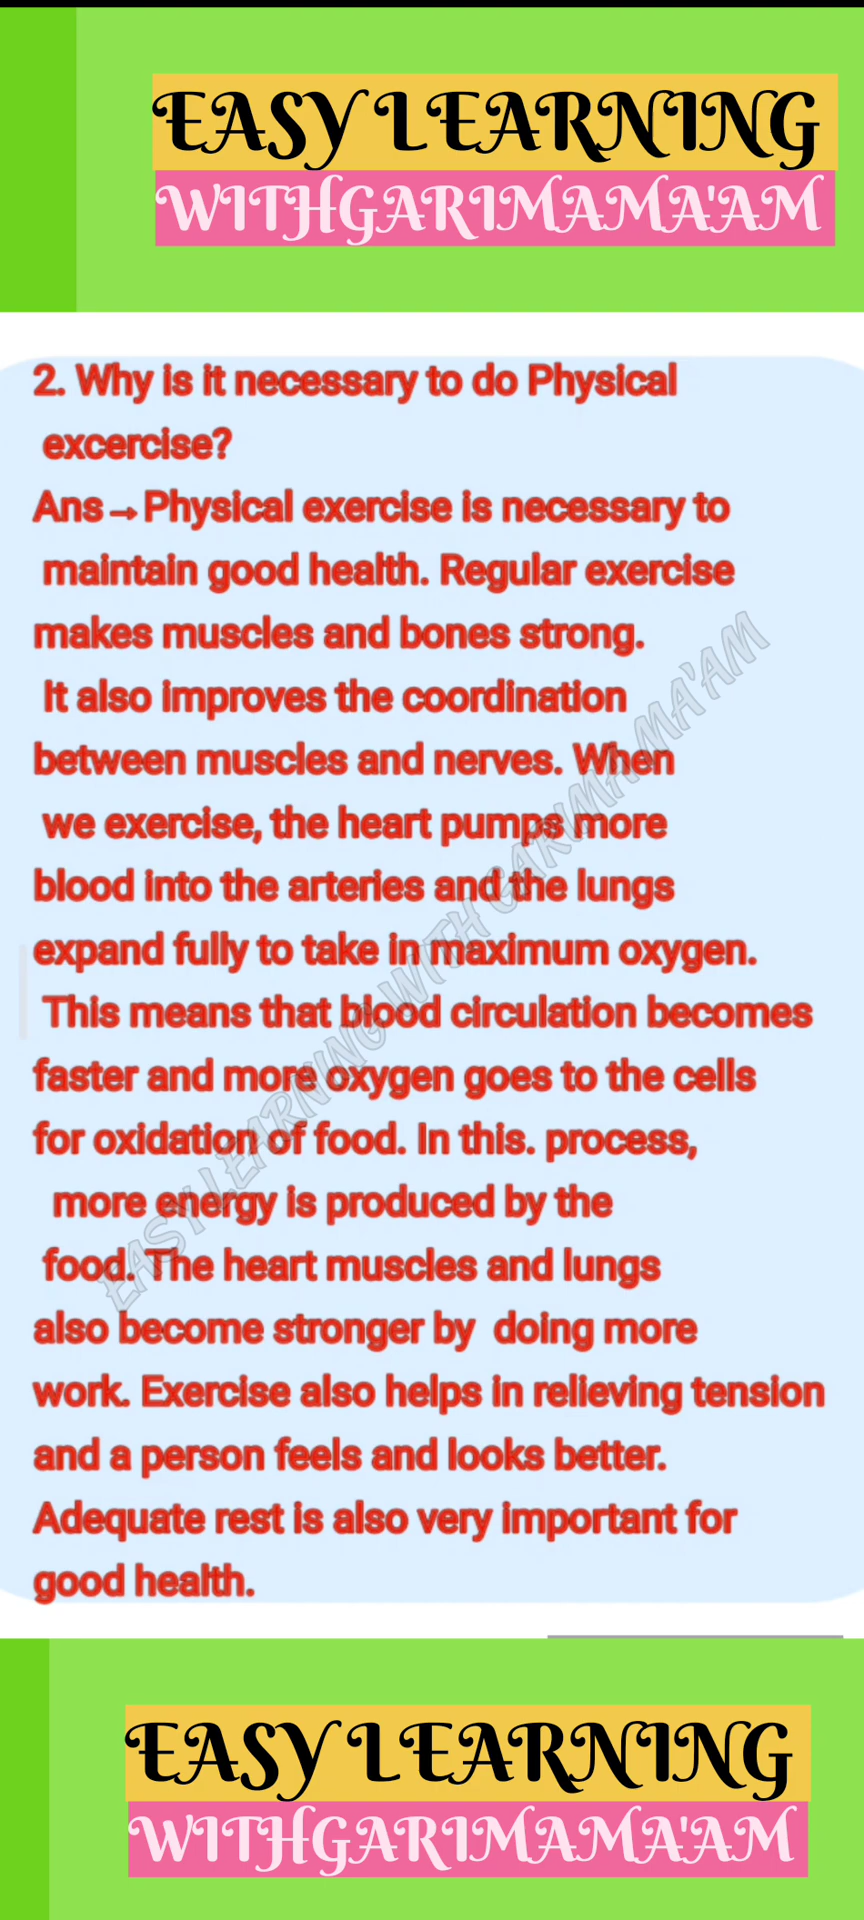 EASY LEARNING
WITHGARIMAMA'AM
2. Why is it necessary to do Physical
excercise?
Ans→Physical exercise is necessary to
maintain good health. Regular exercise
makes muscles and bones strong.
It also improves the coordination
between muscles and nerves. When
we exercise, the heart pumps more
blood into the arteries and the lungs
expand fully to take in maximum oxygen.
This means that blood circulation becomes
faster and more oxygen goes to the cells
for oxidation of food. In this. process,
more energy is produced by the
food. The heart muscles and lungs
also become stronger by doing more
work. Exercise also helps in relieving tension
and a person feels and looks better.
Adequate rest is also very important for
good health.
EASY LEARNING WITH GARIMA MA'AM
EASY LEARNING
WITHGARIMAMA'AM